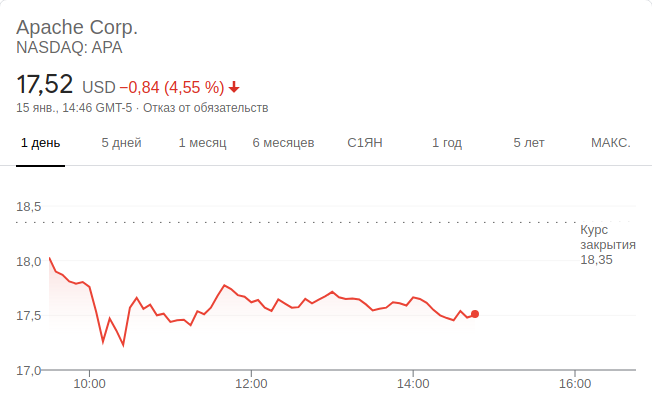 Apache Corp.
NASDAQ: APA
17,52 USD −0,84 (4,55 %)
15 янв., 14:46 GMT-5 · Отказ от обязательств
1 день 5 дней 1 месяц 6 месяцев С1ЯН 1 год 5 лет МАКС.
18,5
Курс
закрытия
18,35
18,0
17,5
17,0
10:00 12:00 14:00 16:00